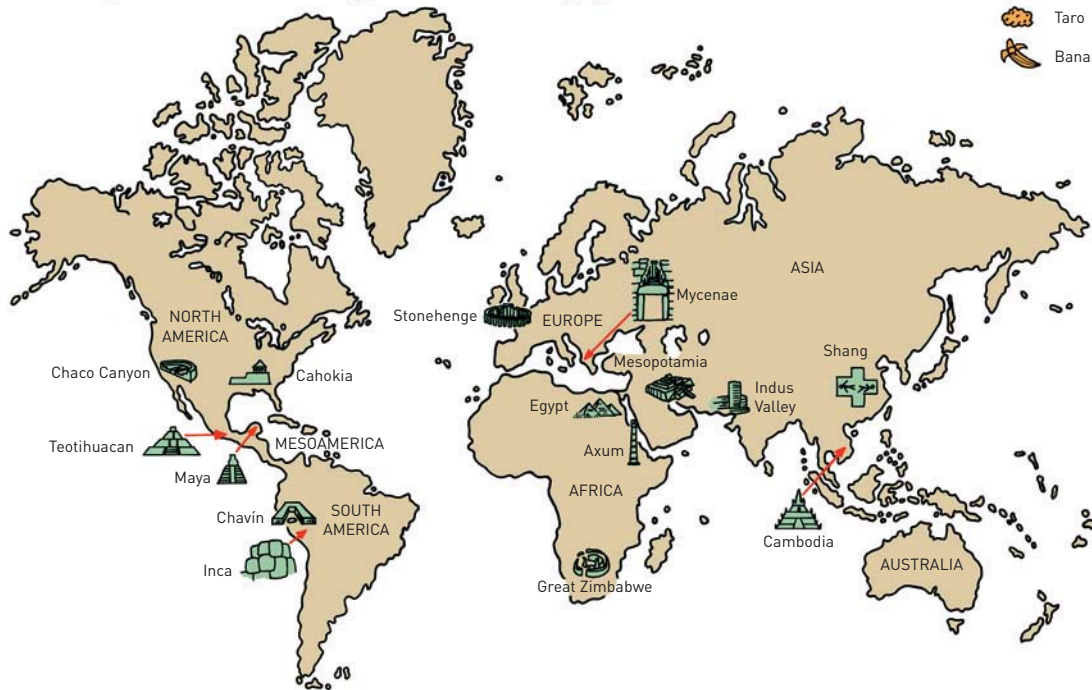 Taro
Bana
ASIA
Mycenae
Stonehenge
EUROPE
NORTH
AMERICA
Chaco Canyon
Cahokia
Mesopotamia
Shang
Indus
Valley
Egypt
Teotihuacan
MESOAMERICA
Axum
Maya
AFRICA
Chavín
SOUTH
AMERICA
Cambodia
Inca
AUSTRALIA
Great Zimbabwe